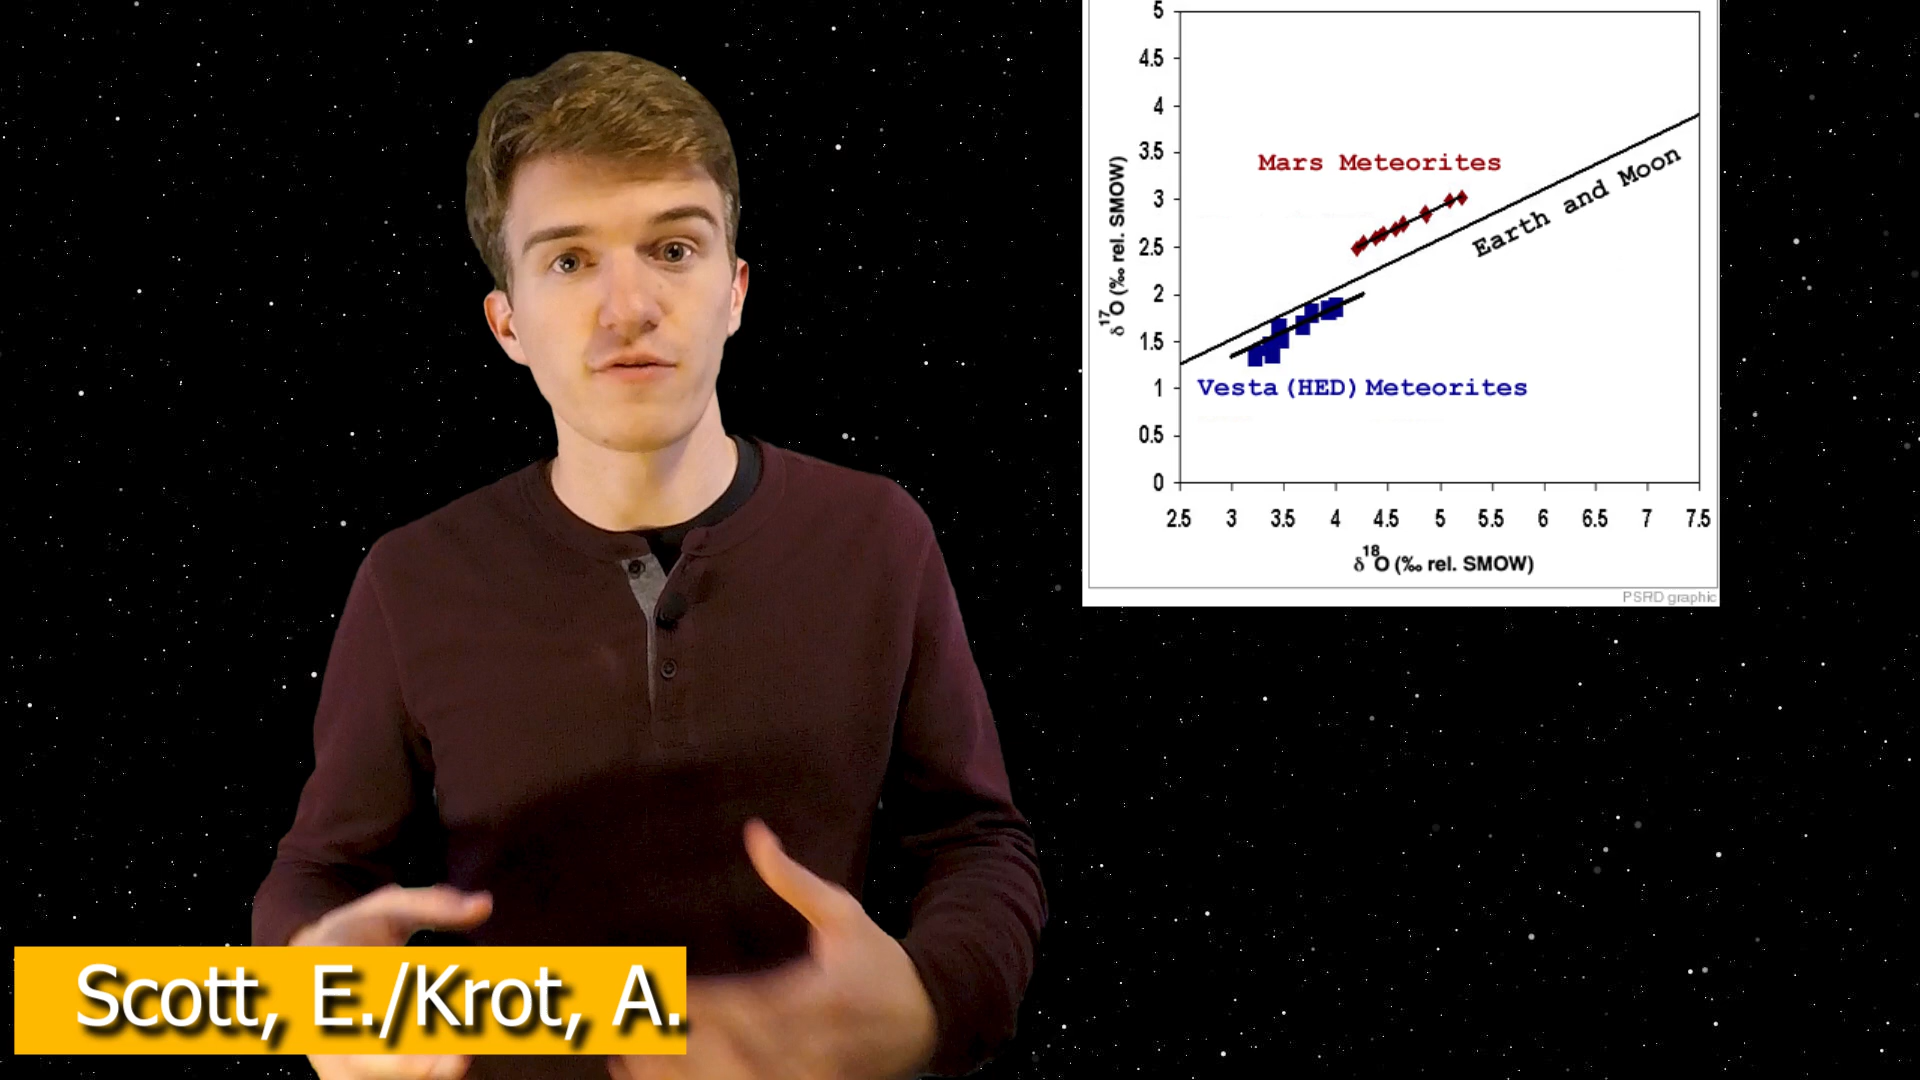 5
4.5
4
3.5
3
2.5
2
1.5
1
0.5
0
δ17O (‰ rel. SMOW)
Mars Meteorites
Earth and Moon
Vesta (HED) Meteorites
2.5 3 3.5 4 4.5 5 5.5 6 6.5 7 7.5
δ18O (‰ rel. SMOW)
PSRD graphic
Scott, E./Krot, A.